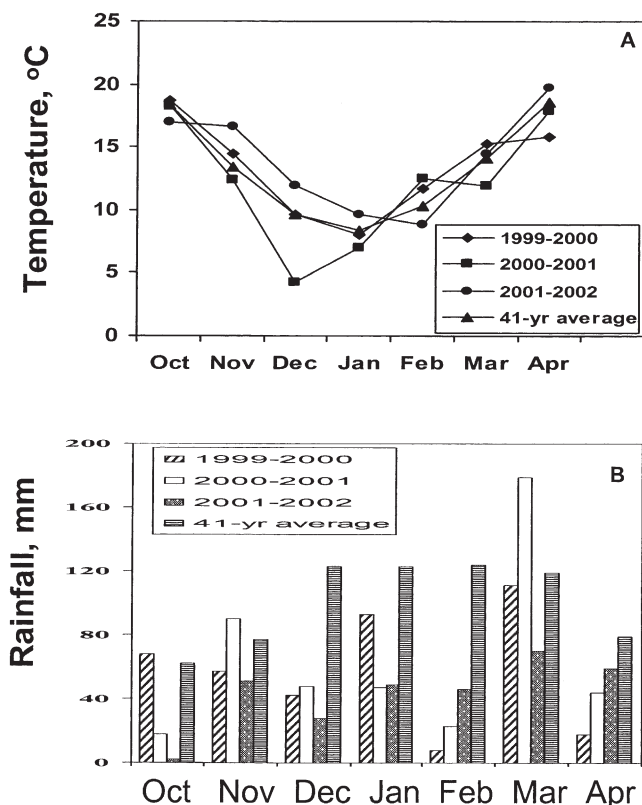 A
Temperature, ºC
25
20
15
10
5
0
1999-2000
2000-2001
2001-2002
41-yr average
Oct Nov Dec Jan Feb Mar Apr
B
Rainfall, mm
200
160
120
80
40
0
1999-2000
2000-2001
2001-2002
41-yr average
Oct Nov Dec Jan Feb Mar Apr